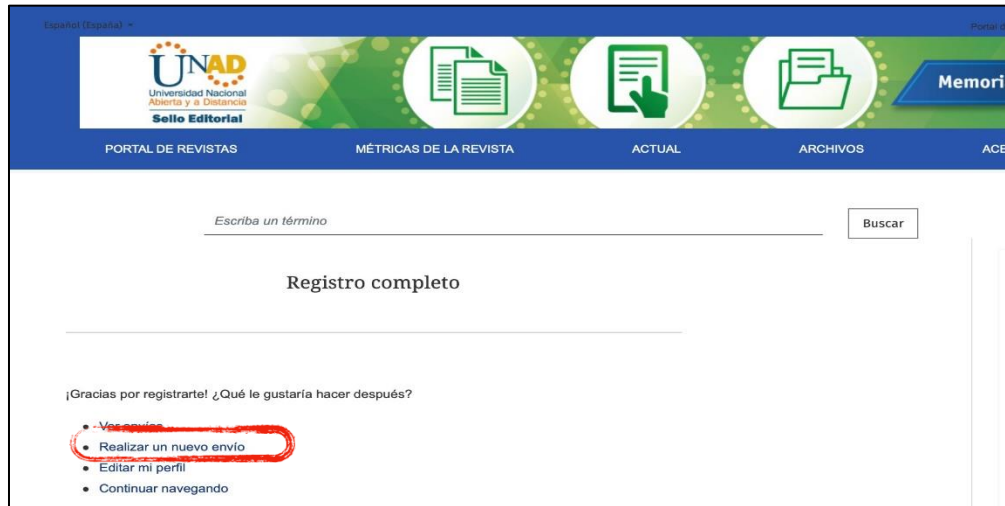 Español (España)
Portal d
UNAD
Universidad Nacional
Abierta y a Distancia
Sello Editorial
Memori
PORTAL DE REVISTAS MÉTRICAS DE LA REVISTA ACTUAL ARCHIVOS ACE
Escriba un término Buscar
Registro completo
¡Gracias por registrarte! ¿Qué le gustaría hacer después?
Ver envíos
Realizar un nuevo envío
Editar mi perfil
Continuar navegando